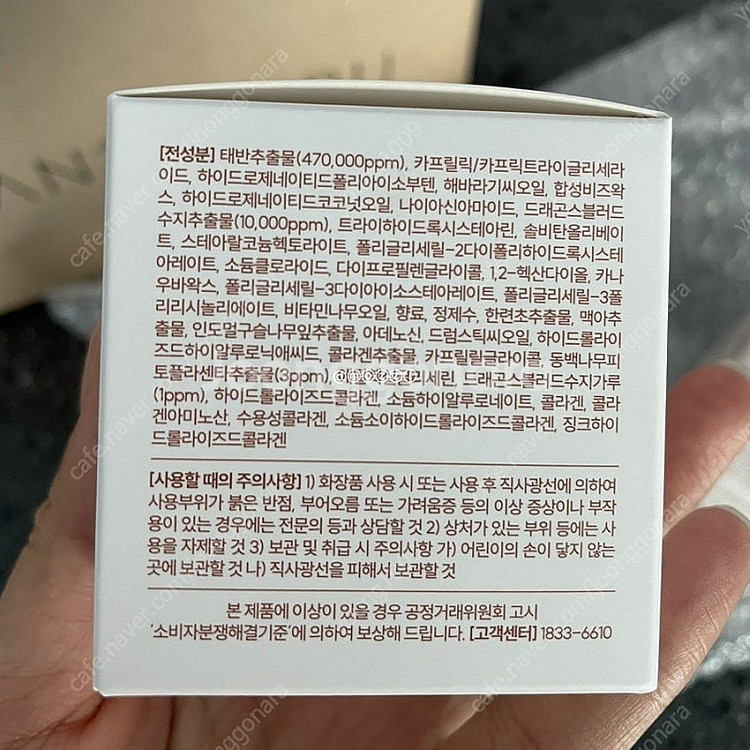 [전성분] 태반추출물(470,000ppm), 카프릴릭/카프릭트라이글리세라
이드, 하이드로제네이티드폴리아이소부텐, 해바라기씨오일, 합성비즈왁
스, 하이드로제네이티드코코넛오일, 나이아신아마이드, 드래곤스블러드
수지추출물(10,000ppm), 트라이하이드록시스테아린, 솔비탄올리베이
트, 스테아랄코늄헥토라이트, 폴리글리세릴-2다이폴리하이드록시스테
아레이트, 소듐클로라이드, 다이프로필렌글라이콜, 1,2-헥산다이올, 카나
우바왁스, 폴리글리세릴-3다이아이소스테아레이트, 폴리글리세릴-3폴
리리시놀리에이트, 비타민나무오일, 향료, 정제수, 한련초추출물, 맥아추
출물, 인도멀구슬나무잎추출물, 아데노신, 드럼스틱씨오일, 하이드롤라이
즈드하이알루로닉애씨드, 콜라겐추출물, 카프릴릴글라이콜, 동백나무피
토플라센타추출물(3ppm), 글리세린, 드래곤스블러드수지가루
(1ppm), 하이드롤라이즈드콜라겐, 소듐하이알루로네이트, 콜라겐, 콜라
겐아미노산, 수용성콜라겐, 소듐소이하이드롤라이즈드콜라겐, 징크하이
드롤라이즈드콜라겐
[사용할 때의 주의사항] 1) 화장품 사용 시 또는 사용 후 직사광선에 의하여
사용부위가 붉은 반점, 부어오름 또는 가려움증 등의 이상 증상이나 부작
용이 있는 경우에는 전문의 등과 상담할 것 2) 상처가 있는 부위 등에는 사
용을 자제할 것 3) 보관 및 취급 시 주의사항 가) 어린이의 손이 닿지 않는
곳에 보관할 것 나) 직사광선을 피해서 보관할 것
본 제품에 이상이 있을 경우 공정거래위원회 고시
'소비자분쟁해결기준'에 의하여 보상해 드립니다. [고객센터] 1833-6610